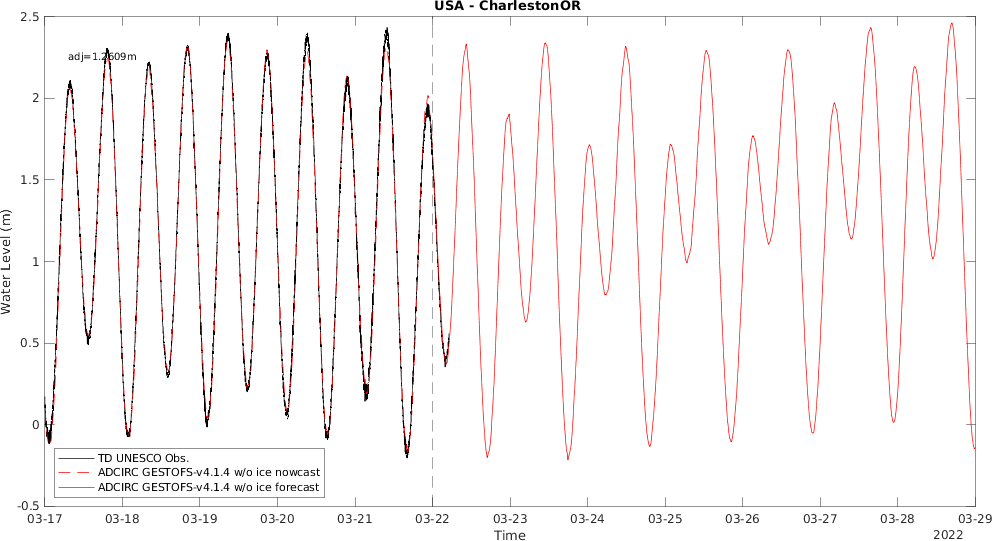 USA - CharlestonOR
2.5
adj=1.2609m
2
1.5
1
0.5
0
-0.5
Water Level (m)
TD UNESCO Obs.
ADCIRC GESTOFS-v4.1.4 w/o ice nowcast
ADCIRC GESTOFS-v4.1.4 w/o ice forecast
03-17 03-18 03-19 03-20 03-21 03-22 03-23 03-24 03-25 03-26 03-27 03-28 03-29
Time
2022